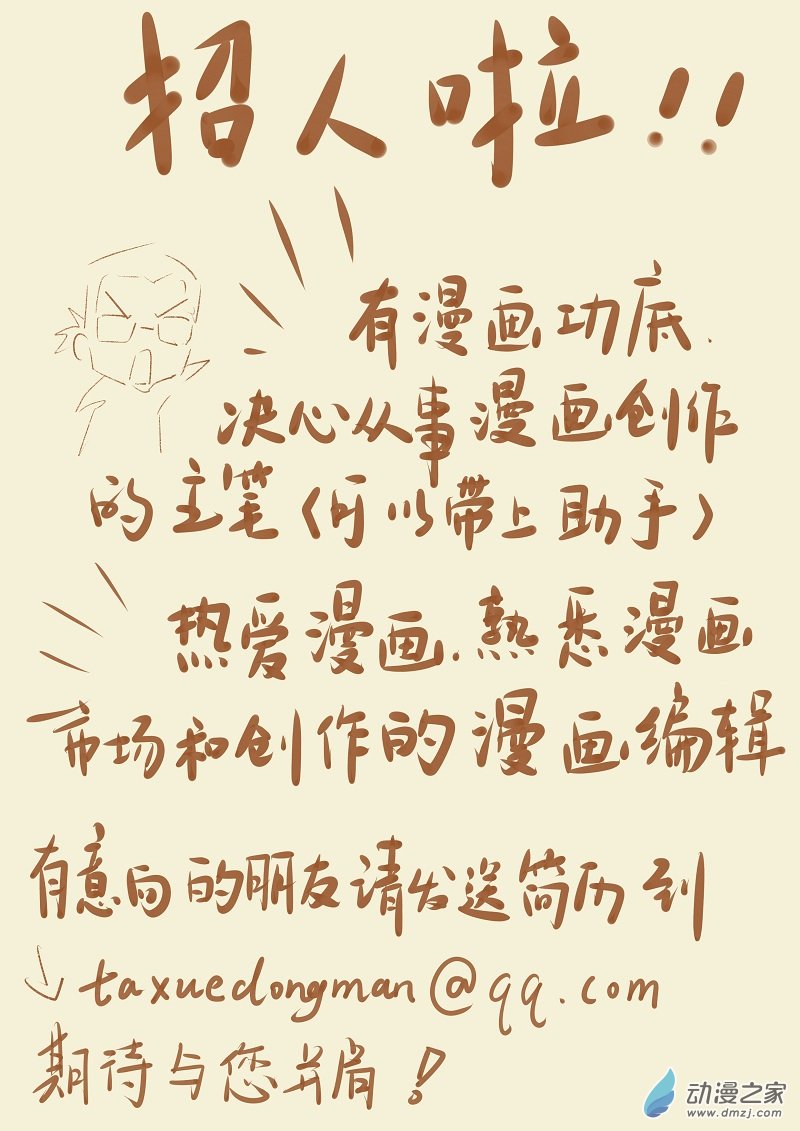 招人啦!!
有漫画功底、
决心从事漫画创作
的主笔(可以带上助手)
热爱漫画、熟悉漫画
市场和创作的漫画编辑
有意向的朋友请发送简历到
↓taxuedongman@qq.com
期待与您并肩!
动漫之家
www.dmzj.com